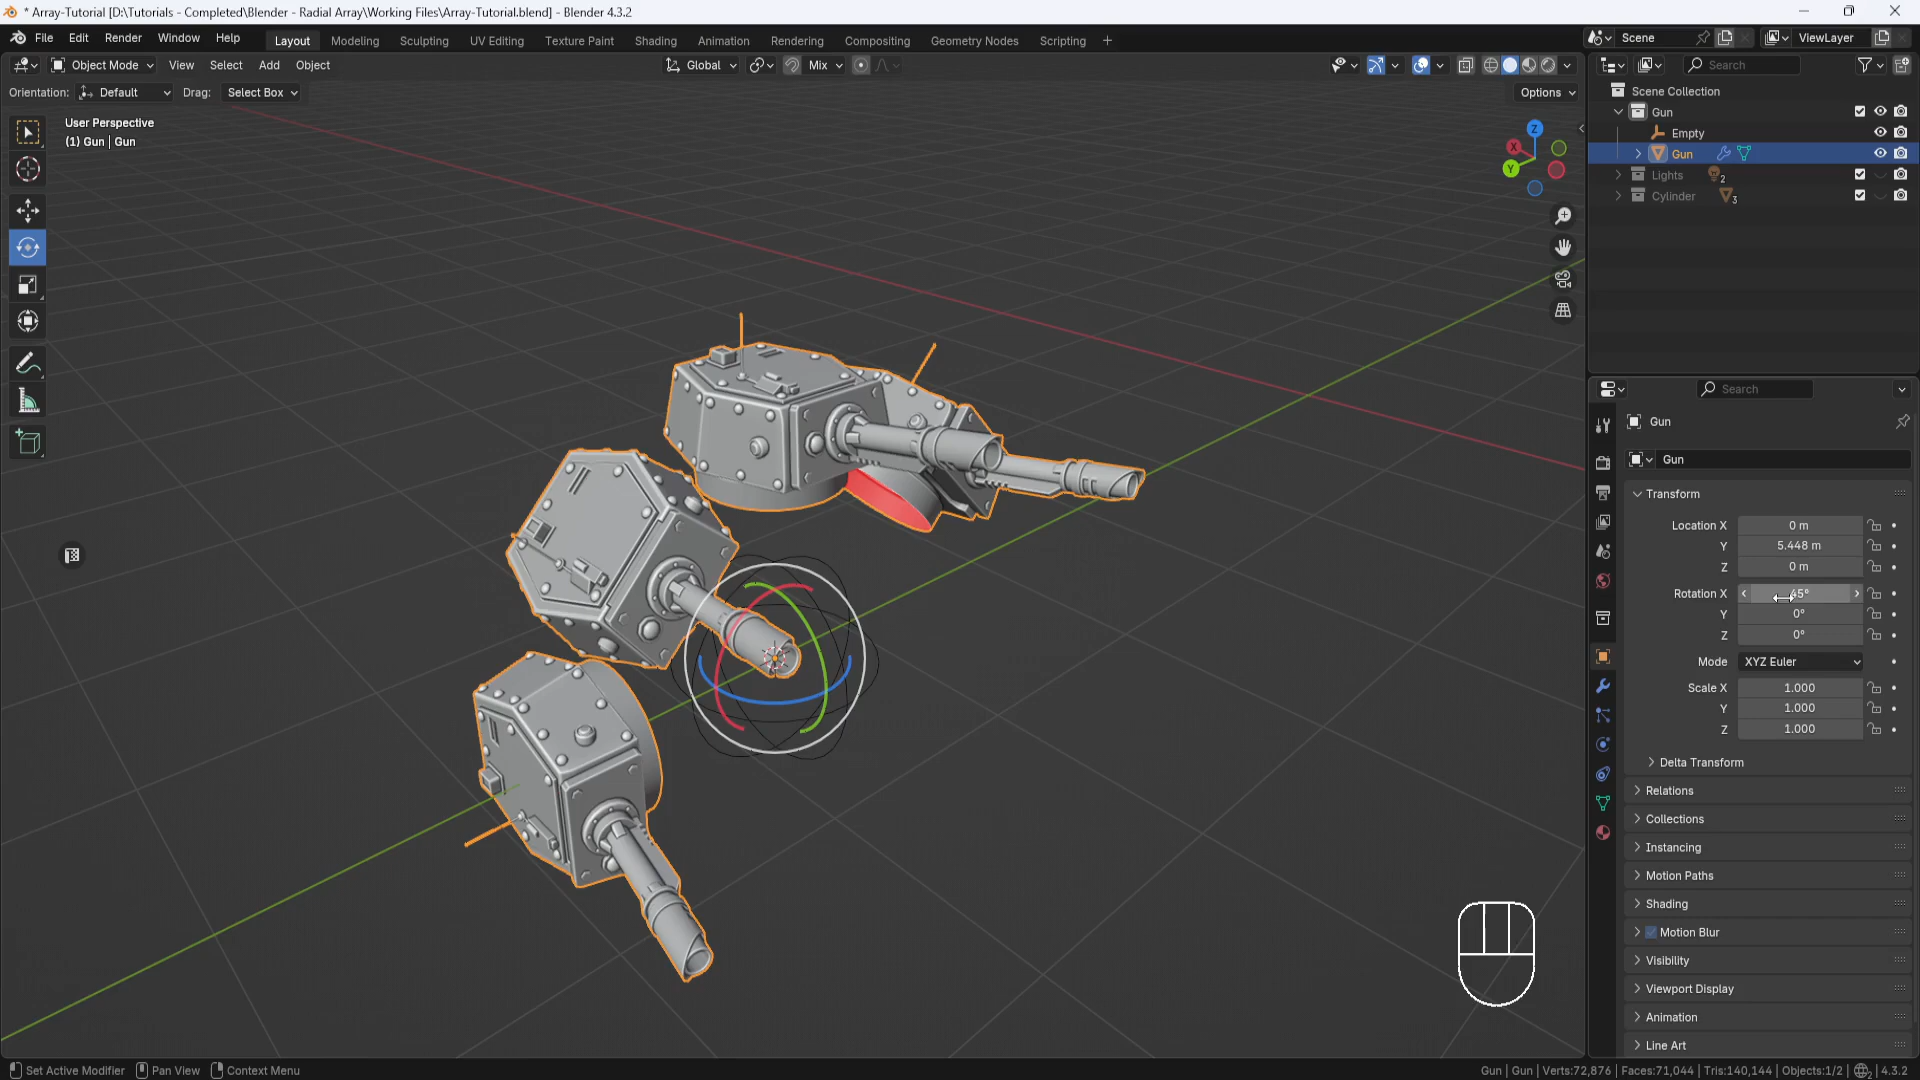 * Array-Tutorial [D:\Tutorials - Completed\Blender - Radial Array\Working Files\Array-Tutorial.blend] - Blender 4.3.2
File Edit Render Window Help Layout Modeling Sculpting UV Editing Texture Paint Shading Animation Rendering Compositing Geometry Nodes Scripting + Scene ViewLayer
Object Mode View Select Add Object Global Mix Search
Orientation: Default Drag: Select Box Options
User Perspective
(1) Gun | Gun
Z
X
Y
Scene Collection
Gun
Empty
Gun
Lights 2
Cylinder 3
Search
Gun
Gun
Transform
Location X 0 m
Y 5.448 m
Z 0 m
Rotation X 45°
Y 0°
Z 0°
Mode XYZ Euler
Scale X 1.000
Y 1.000
Z 1.000
Delta Transform
Relations
Collections
Instancing
Motion Paths
Shading
Motion Blur
Visibility
Viewport Display
Animation
Line Art
Set Active Modifier Pan View Context Menu Gun | Gun | Verts:72,876 | Faces:71,044 | Tris:140,144 | Objects:1/2 | 2 | 4.3.2